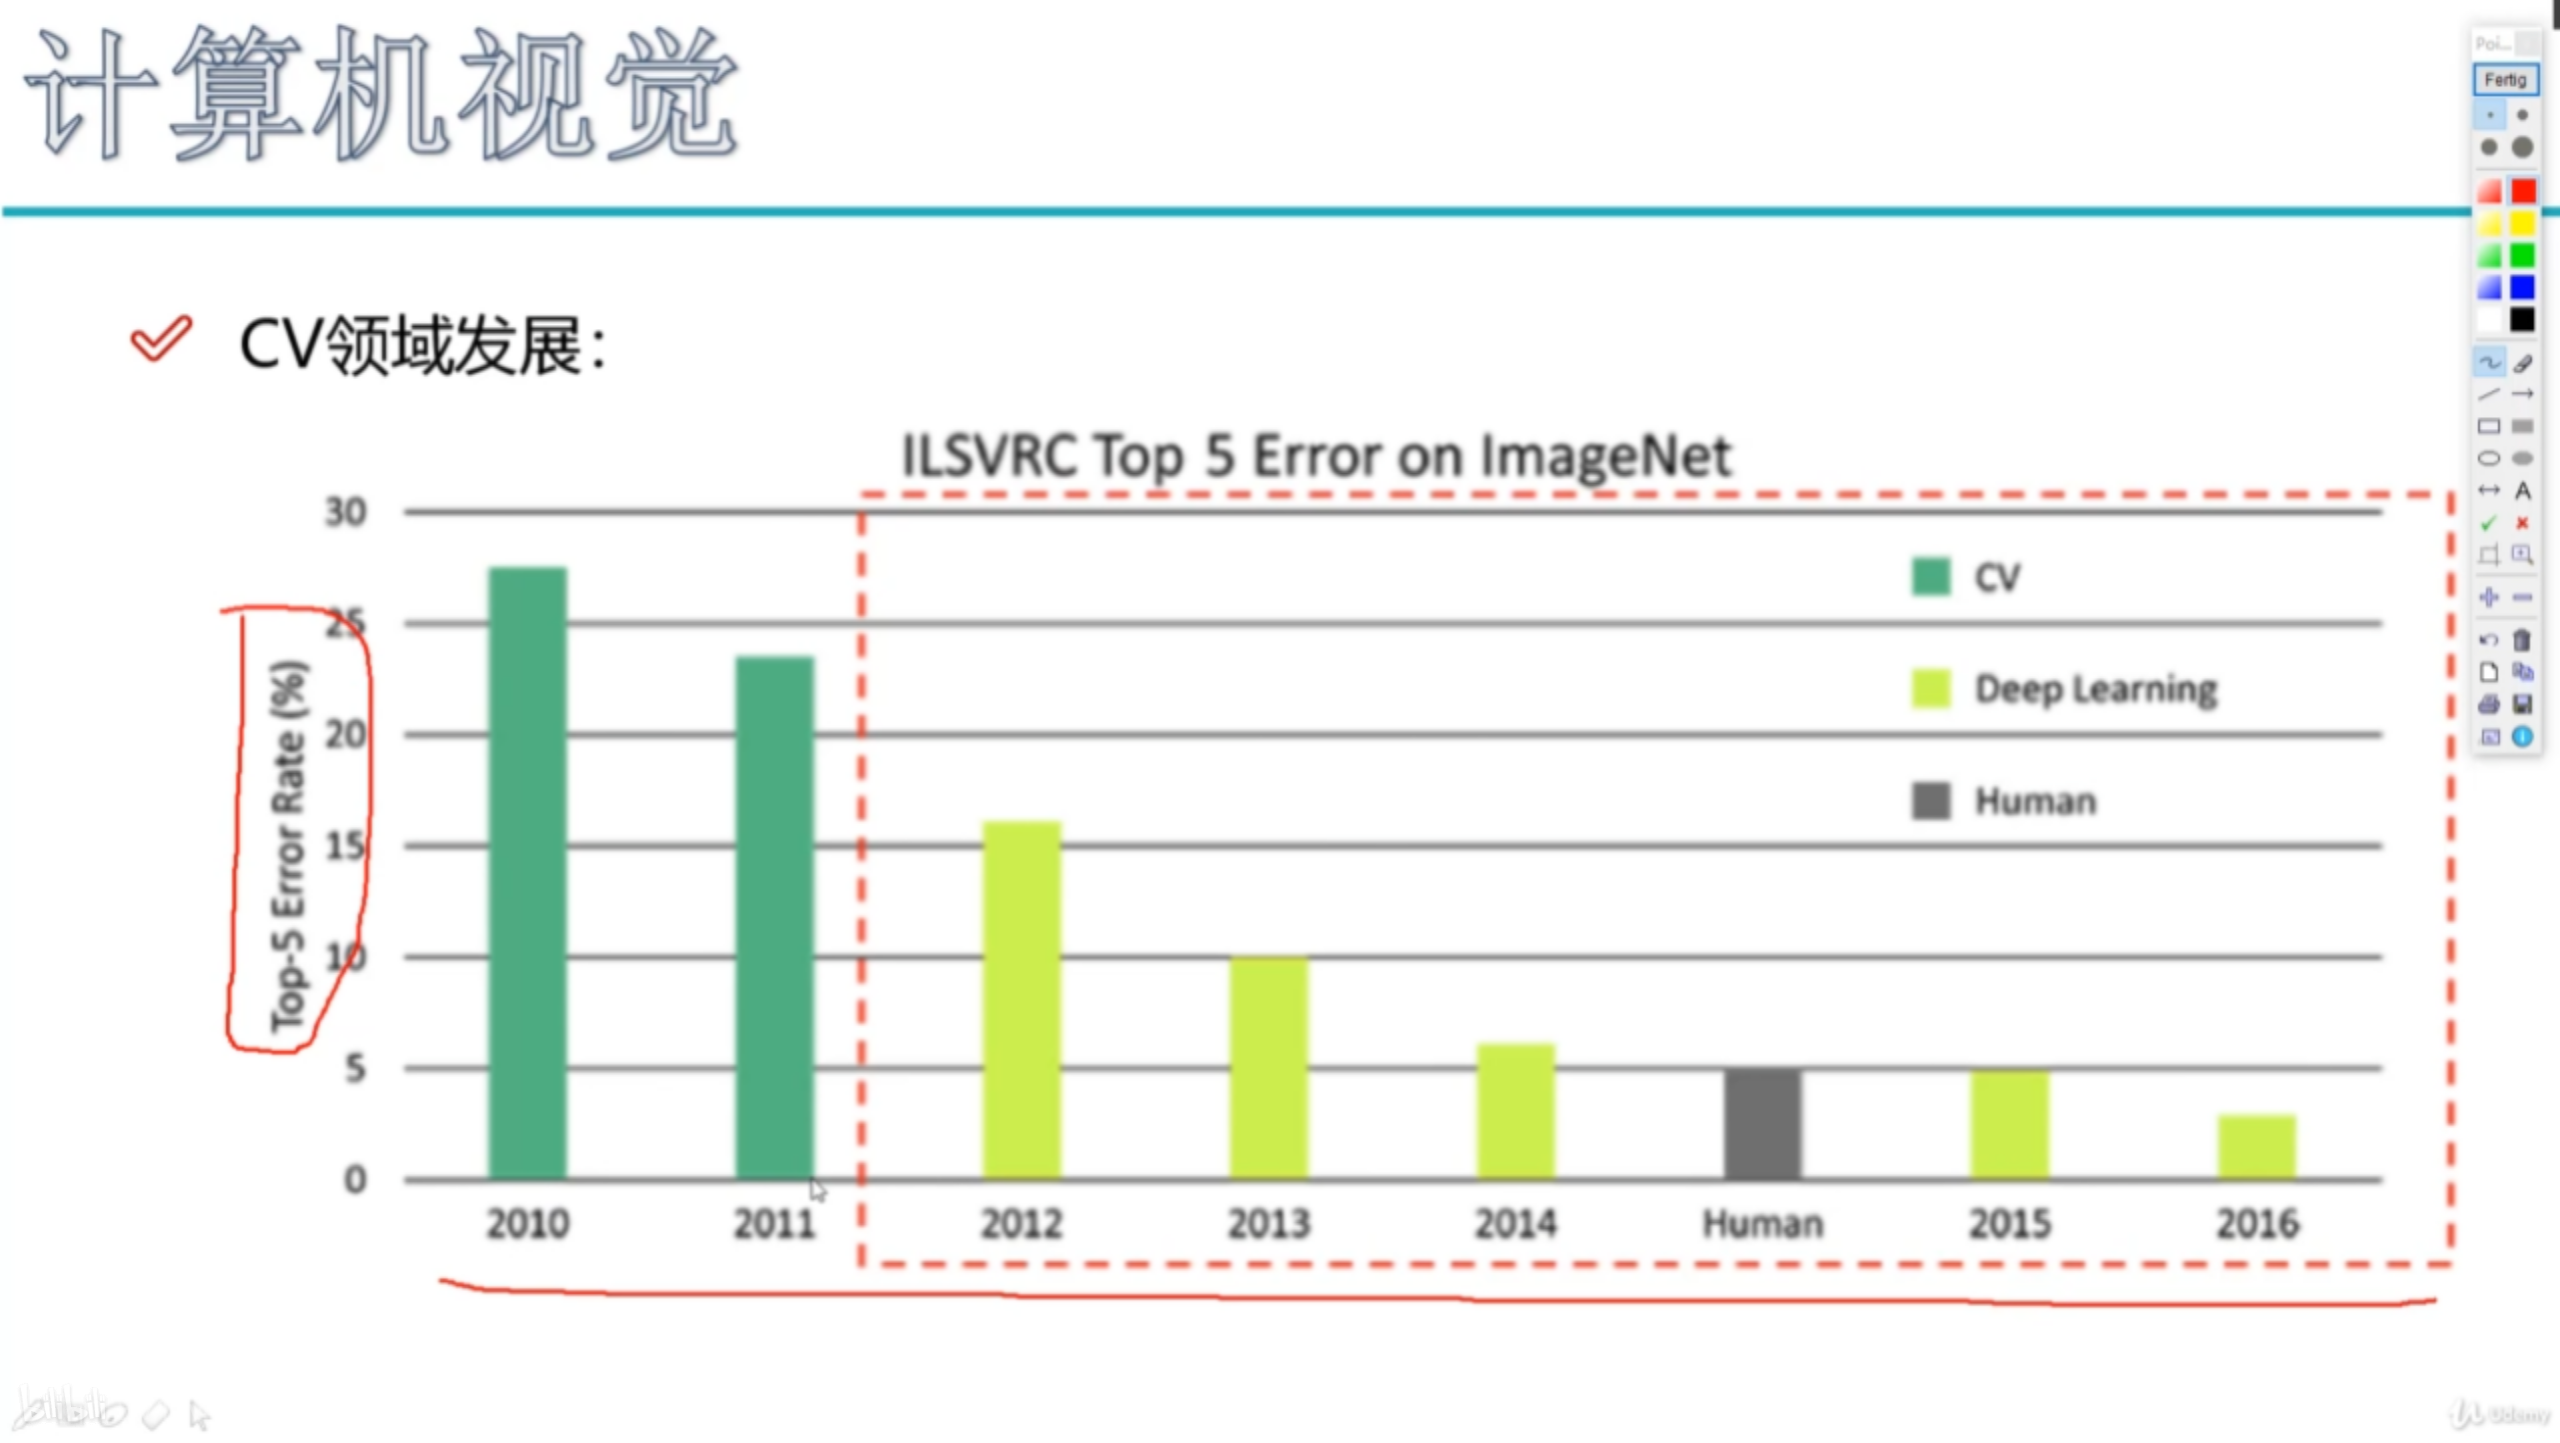 计算机视觉
Poi...
Fertig
CV领域发展：
ILSVRC Top 5 Error on ImageNet
Top-5 Error Rate (%)
30
25
20
15
10
5
0
CV
Deep Learning
Human
2010 2011 2012 2013 2014 Human 2015 2016
bilibili
Udemy